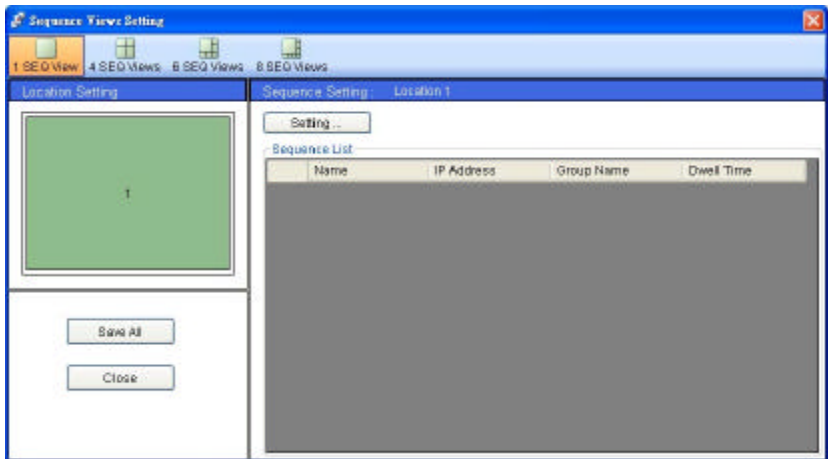 Sequence Views Setting
1 SEQ View 4 SEQ Views 6 SEQ Views 8 SEQ Views
Location Setting
Sequence Setting : Location 1
Setting ...
Sequence List
Name IP Address Group Name Dwell Time
1
Save All
Close